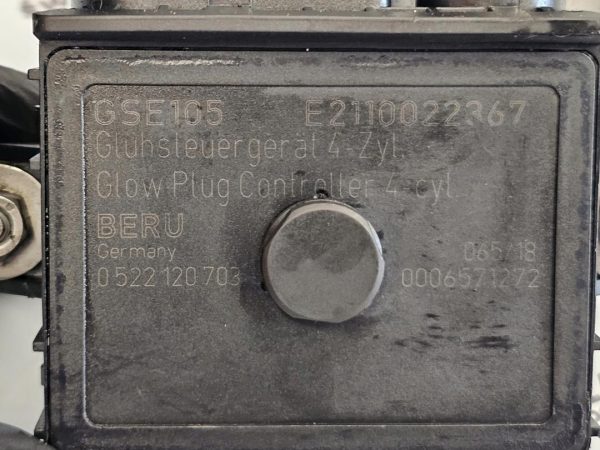 GSE105 E2110022367
Glühsteuergerät 4-Zyl.
Glow Plug Controller 4-cyl
BERU
Germany 065/18
0 522 120 703 0006571272